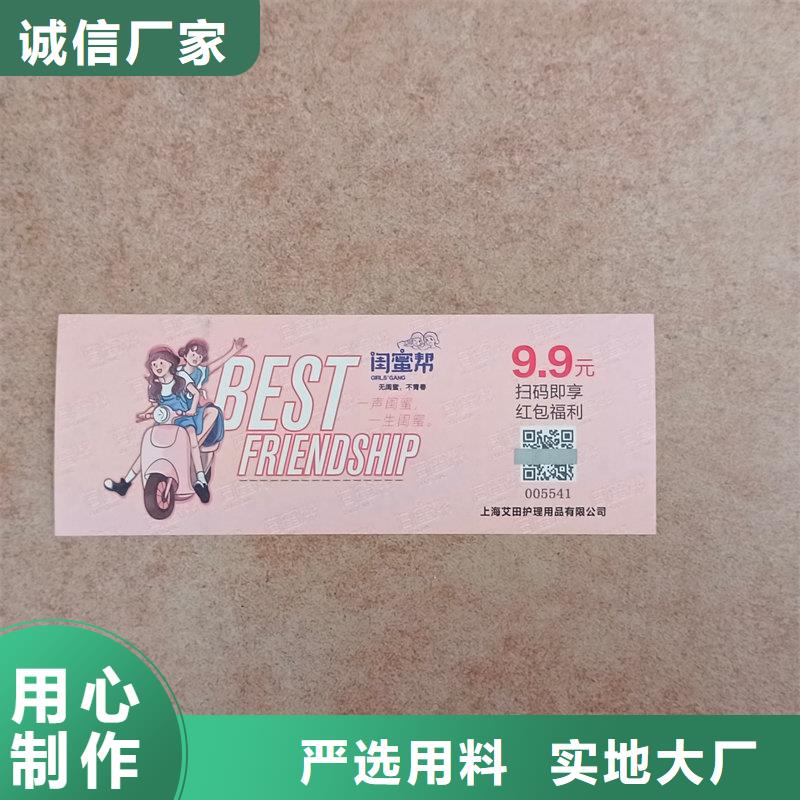 诚信厂家
BEST
FRIENDSHIP
闺蜜帮
GIRLS' GANG
无闺蜜，不青春
一声闺蜜，
一生闺蜜。
9.9元
扫码即享
红包福利
005541
上海艾田护理用品有限公司
用心
制作
严选用料 实地大厂